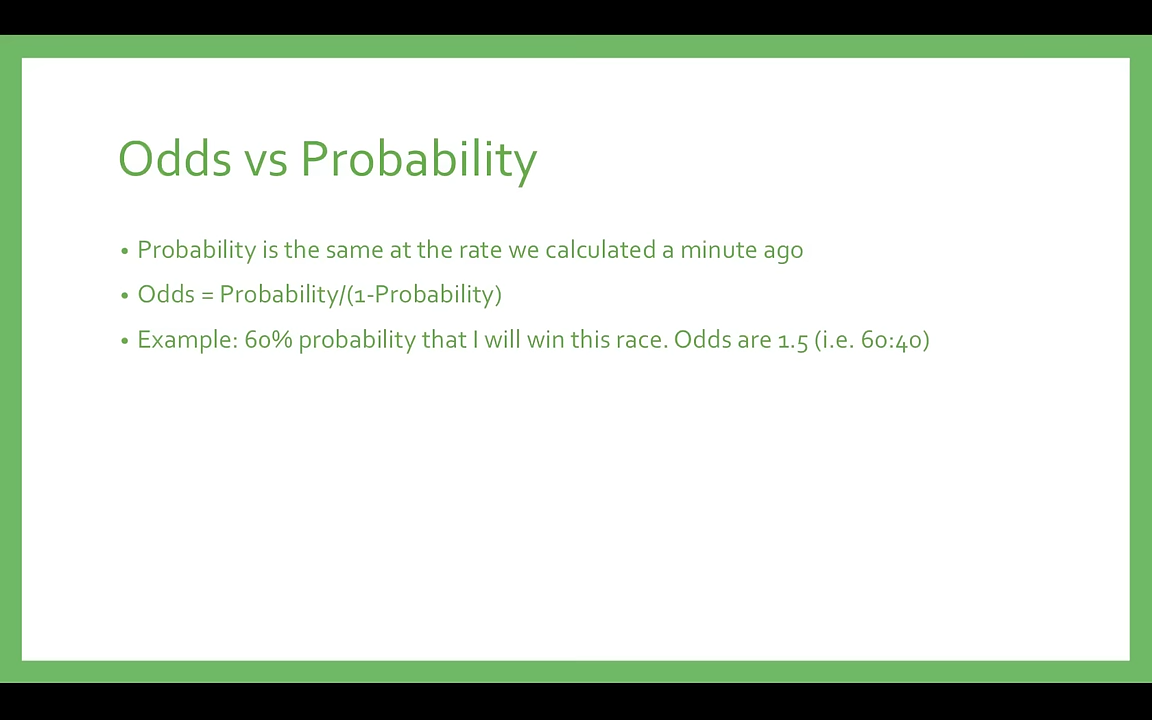 Odds vs Probability
• Probability is the same at the rate we calculated a minute ago
• Odds = Probability/(1-Probability)
• Example: 60% probability that I will win this race. Odds are 1.5 (i.e. 60:40)